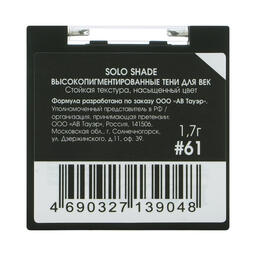 SOLO SHADE
ВЫСОКОПИГМЕНТИРОВАННЫЕ ТЕНИ ДЛЯ ВЕК
Стойкая текстура, насыщенный цвет
Формула разработана по заказу ООО «АВ Тауэр».
Уполномоченный представитель в РФ /
организация, принимающая претензии:
ООО «АВ Тауэр», Россия, 141506,
Московская обл., г. Солнечногорск,
ул. Дзержинского, д.11, оф. 39.
1,7г
#61
4 690327 139048